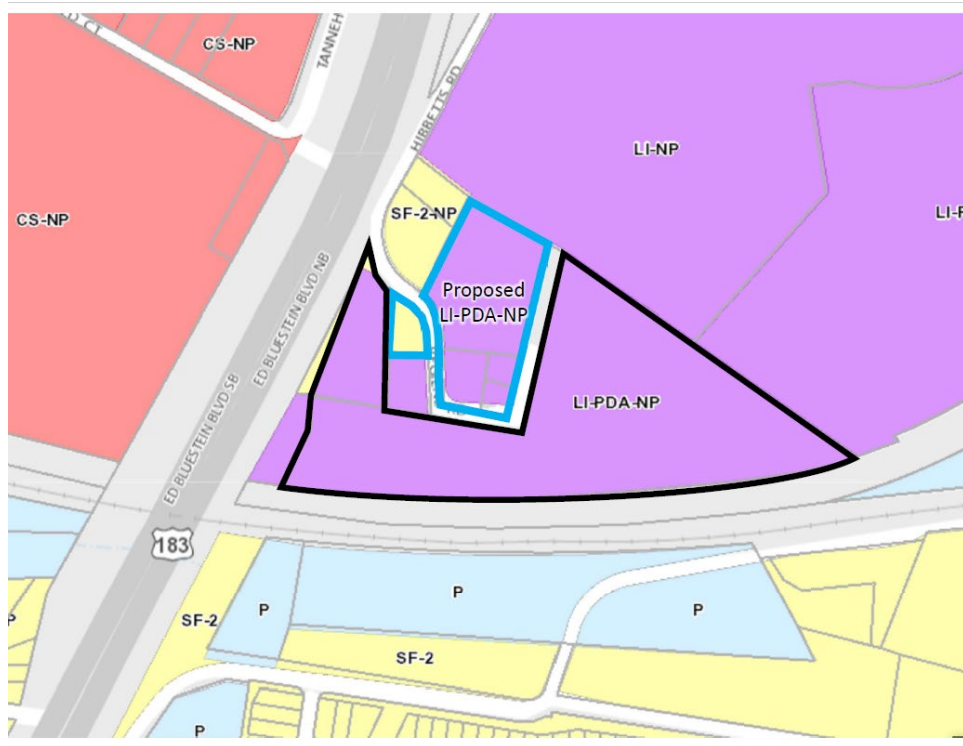 D CT
CS-NP
TANNEH
HIBBETTS RD
LI-NP
CS-NP
SF-2-NP
LI-
ED BLUESTEIN BLVD NB
Proposed
LI-PDA-NP
ED BLUESTEIN BLVD SB
LI-PDA-NP
183
P
P
P
SF-2
SF-2
P
P